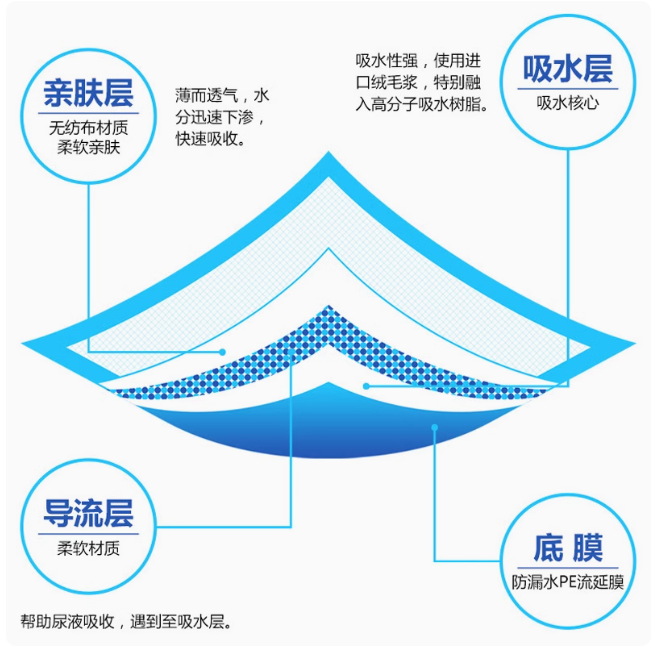 亲肤层
无纺布材质
柔软亲肤
薄而透气，水
分迅速下渗，
快速吸收。
吸水性强，使用进
口绒毛浆，特别融
入高分子吸水树脂。
吸水层
吸水核心
导流层
柔软材质
帮助尿液吸收，遇到至吸水层。
底 膜
防漏水PE流延膜